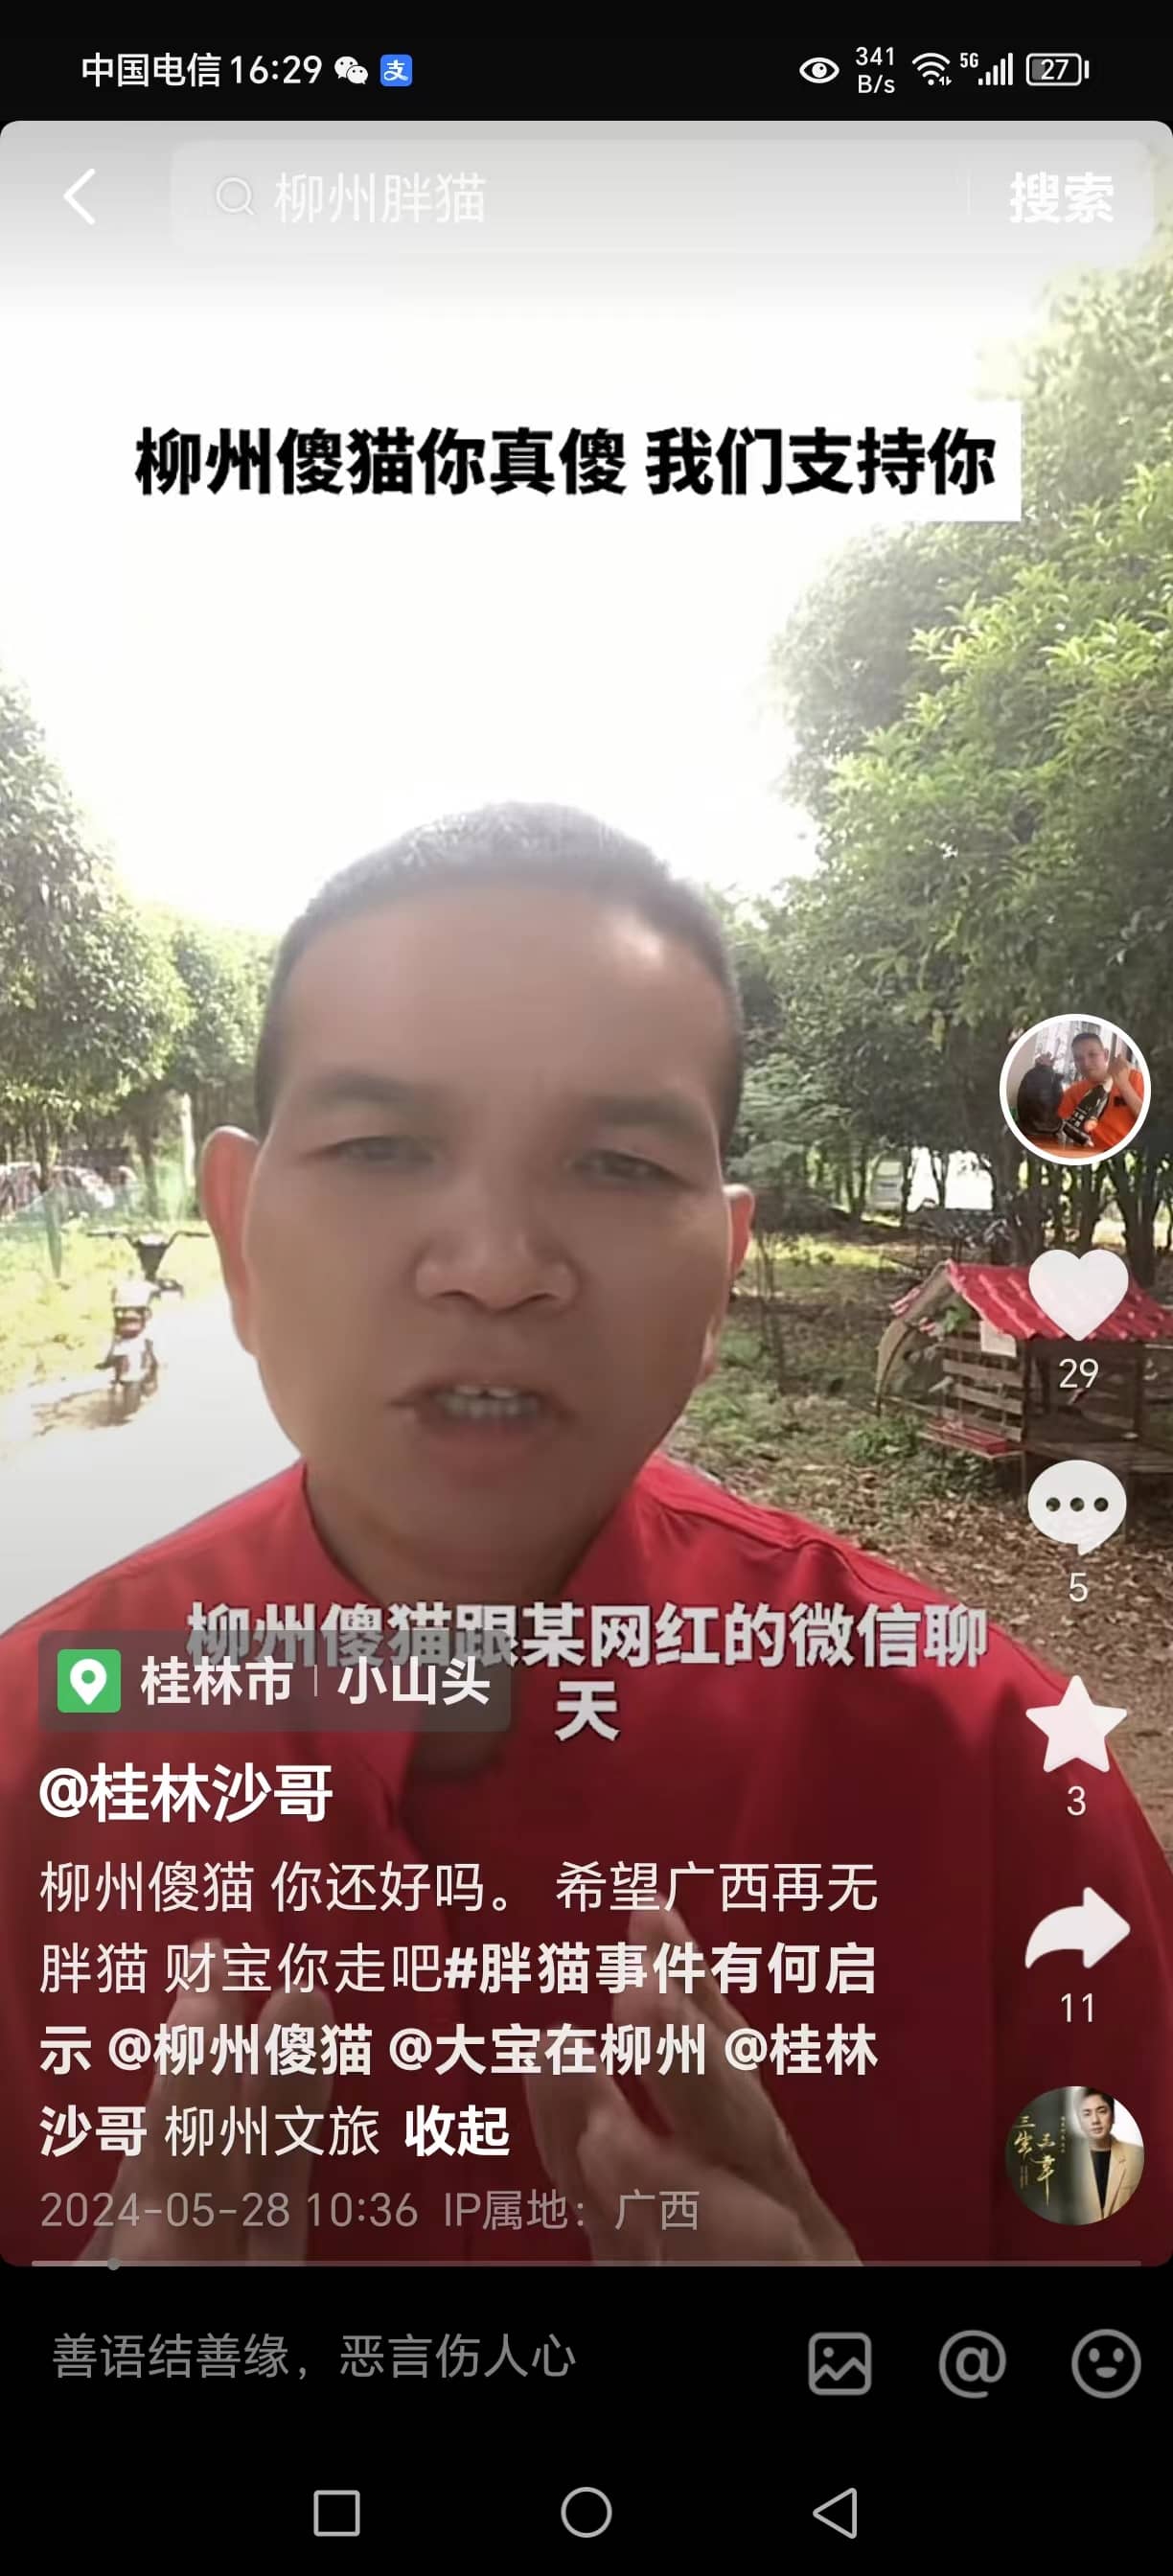 中国电信 16:29 支 341 B/s 5G 27
柳州胖猫 搜索
柳州傻猫你真傻 我们支持你
29
5
柳州傻猫跟某网红的微信聊
天
桂林市 小山头
3
@桂林沙哥
柳州傻猫 你还好吗。 希望广西再无
胖猫 财宝你走吧#胖猫事件有何启
示 @柳州傻猫 @大宝在柳州 @桂林
沙哥 柳州文旅 收起
11
2024-05-28 10:36 IP属地：广西
善语结善缘，恶言伤人心